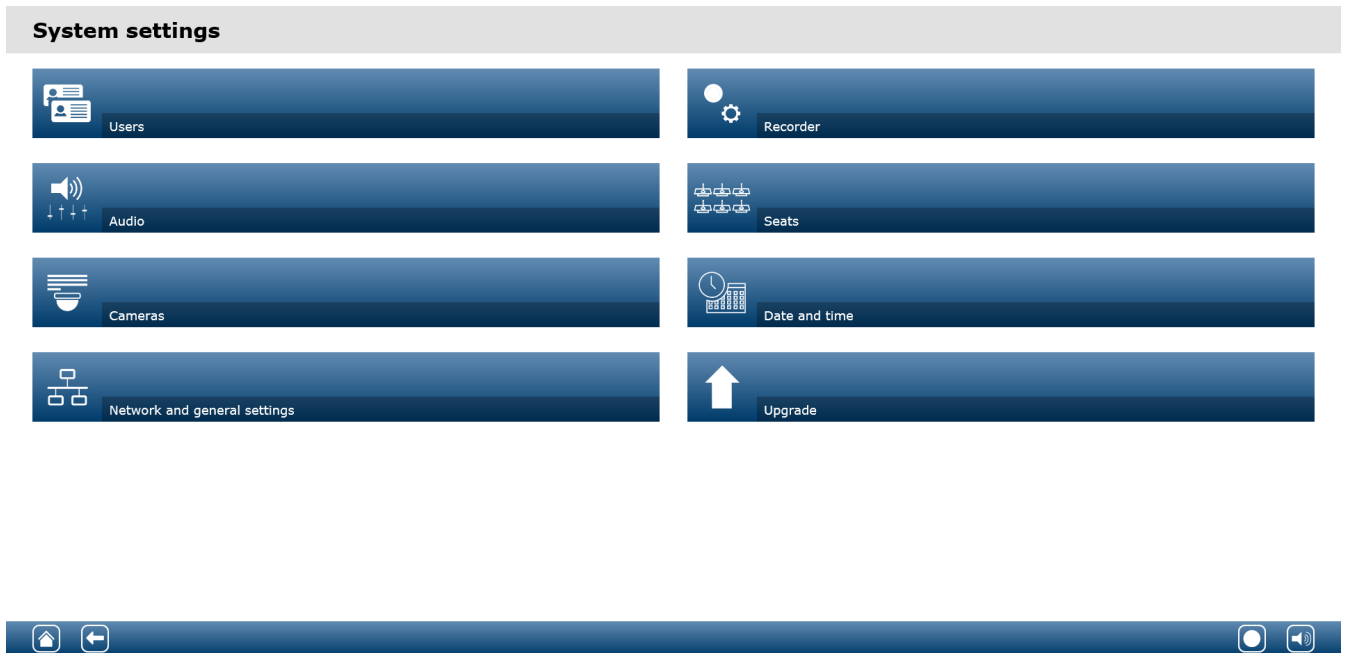 System settings
Users
Recorder
Audio
Seats
Cameras
Date and time
Network and general settings
Upgrade